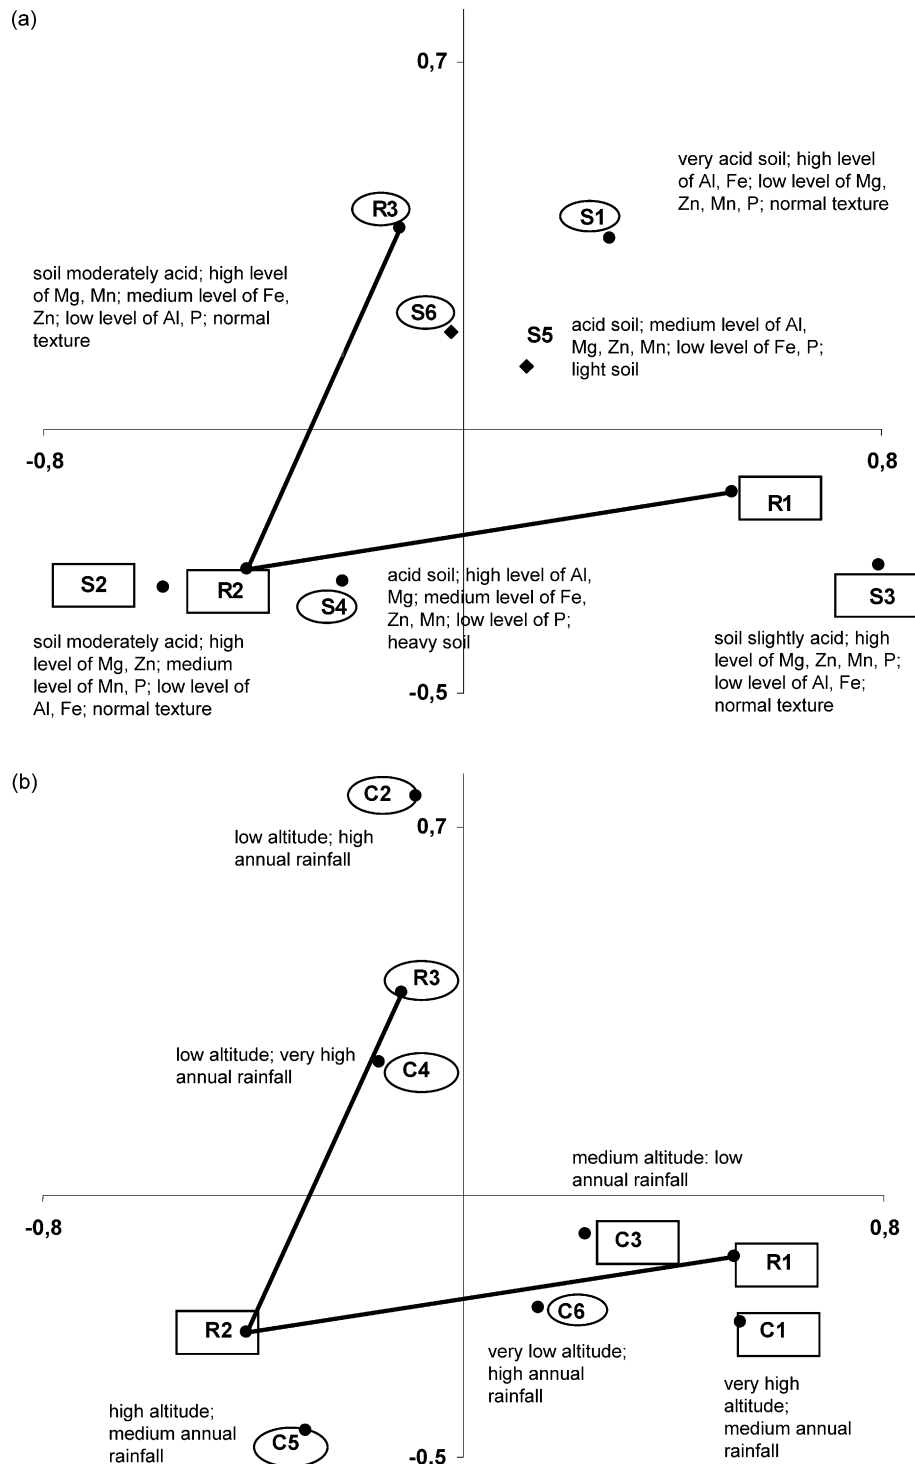 (a)
0,7
very acid soil; high level
of Al, Fe; low level of Mg,
Zn, Mn, P; normal texture
R3
S1
soil moderately acid; high level
of Mg, Mn; medium level of Fe,
Zn; low level of Al, P; normal
texture
S6
S5
acid soil; medium level of Al,
Mg, Zn, Mn; low level of Fe, P;
light soil
-0,8
0,8
R1
S2
R2
S4
acid soil; high level of Al,
Mg; medium level of Fe,
Zn, Mn; low level of P;
heavy soil
S3
soil moderately acid; high
level of Mg, Zn; medium
level of Mn, P; low level of
Al, Fe; normal texture
soil slightly acid; high
level of Mg, Zn, Mn, P;
low level of Al, Fe;
normal texture
-0,5
(b)
C2
0,7
low altitude; high
annual rainfall
R3
low altitude; very high
annual rainfall
C4
medium altitude: low
annual rainfall
-0,8
0,8
C3
R1
C6
R2
C1
very low altitude;
high annual
rainfall
high altitude;
medium annual
rainfall
very high
altitude;
medium annual
rainfall
C5
-0,5